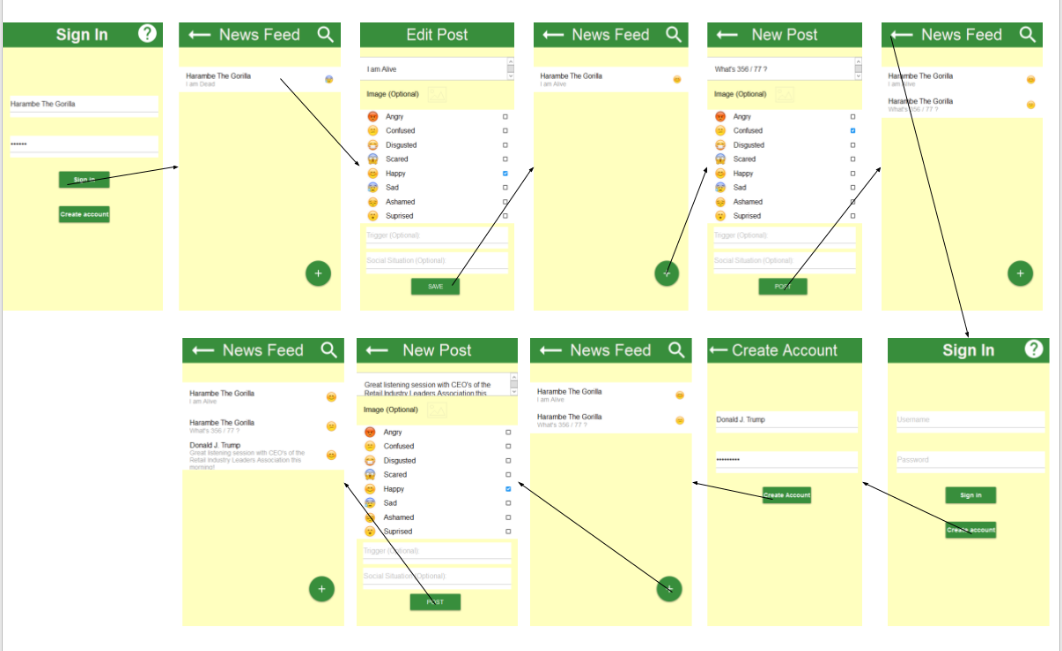 Sign In ?
Harambe The Gorilla
••••••
Sign In
Create account
News Feed
Harambe The Gorilla
I am Dead
+
Edit Post
I am Alive
Image (Optional)
Angry
Confused
Disgusted
Scared
Happy
Sad
Ashamed
Suprised
Trigger (Optional)
Social Situation (Optional)
SAVE
News Feed
Harambe The Gorilla
I am Alive
+
New Post
What's 356 / 77 ?
Image (Optional)
Angry
Confused
Disgusted
Scared
Happy
Sad
Ashamed
Suprised
Trigger (Optional)
Social Situation (Optional)
POST
News Feed
Harambe The Gorilla
I am Alive
Harambe The Gorilla
What's 356 / 77 ?
+
News Feed
Harambe The Gorilla
I am Alive
Harambe The Gorilla
What's 356 / 77 ?
Donald J. Trump
Great listening session with CEO's of the
Retail Industry Leaders Association this
morning!
+
New Post
Great listening session with CEO's of the
Retail Industry Leaders Association this
Image (Optional)
Angry
Confused
Disgusted
Scared
Happy
Sad
Ashamed
Suprised
Trigger (Optional)
Social Situation (Optional)
POST
News Feed
Harambe The Gorilla
I am Alive
Harambe The Gorilla
What's 356 / 77 ?
+
Create Account
Donald J. Trump
•••••••••
Create Account
Sign In ?
Username
Password
Sign in
Create account